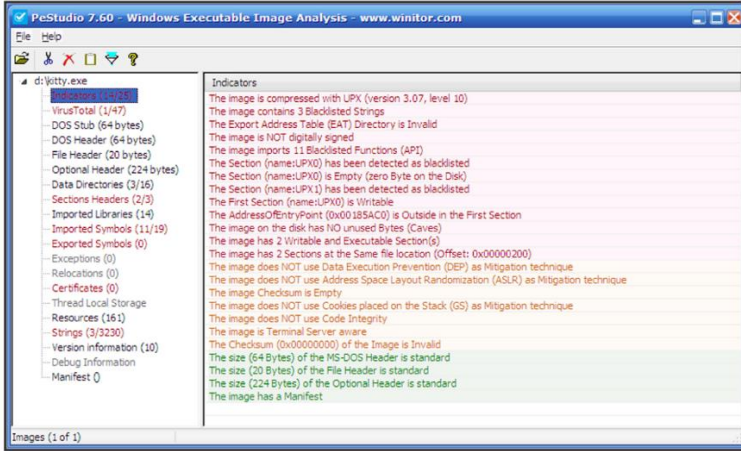 PeStudio 7.60 - Windows Executable Image Analysis - www.winitor.com
File Help
d:\kitty.exe
Indicators (14/25)
VirusTotal (1/47)
DOS Stub (64 bytes)
DOS Header (64 bytes)
File Header (20 bytes)
Optional Header (224 bytes)
Data Directories (3/16)
Sections Headers (2/3)
Imported Libraries (14)
Imported Symbols (11/19)
Exported Symbols (0)
Exceptions (0)
Relocations (0)
Certificates (0)
Thread Local Storage
Resources (161)
Strings (3/3230)
Version information (10)
Debug Information
Manifest ()
Indicators
The image is compressed with UPX (version 3.07, level 10)
The image contains 3 Blacklisted Strings
The Export Address Table (EAT) Directory is Invalid
The image is NOT digitally signed
The image imports 11 Blacklisted Functions (API)
The Section (name:UPX0) has been detected as blacklisted
The Section (name:UPX0) is Empty (zero Byte on the Disk)
The Section (name:UPX1) has been detected as blacklisted
The First Section (name:UPX0) is Writable
The AddressOfEntryPoint (0x00185AC0) is Outside in the First Section
The image on the disk has NO unused Bytes (Caves)
The image has 2 Writable and Executable Section(s)
The image has 2 Sections at the Same file location (Offset: 0x00000200)
The image does NOT use Data Execution Prevention (DEP) as Mitigation technique
The image does NOT use Address Space Layout Randomization (ASLR) as Mitigation technique
The image Checksum is Empty
The image does NOT use Cookies placed on the Stack (GS) as Mitigation technique
The image does NOT use Code Integrity
The image is Terminal Server aware
The Checksum (0x00000000) of the Image is Invalid
The size (64 Bytes) of the MS-DOS Header is standard
The size (20 Bytes) of the File Header is standard
The size (224 Bytes) of the Optional Header is standard
The image has a Manifest
Images (1 of 1)